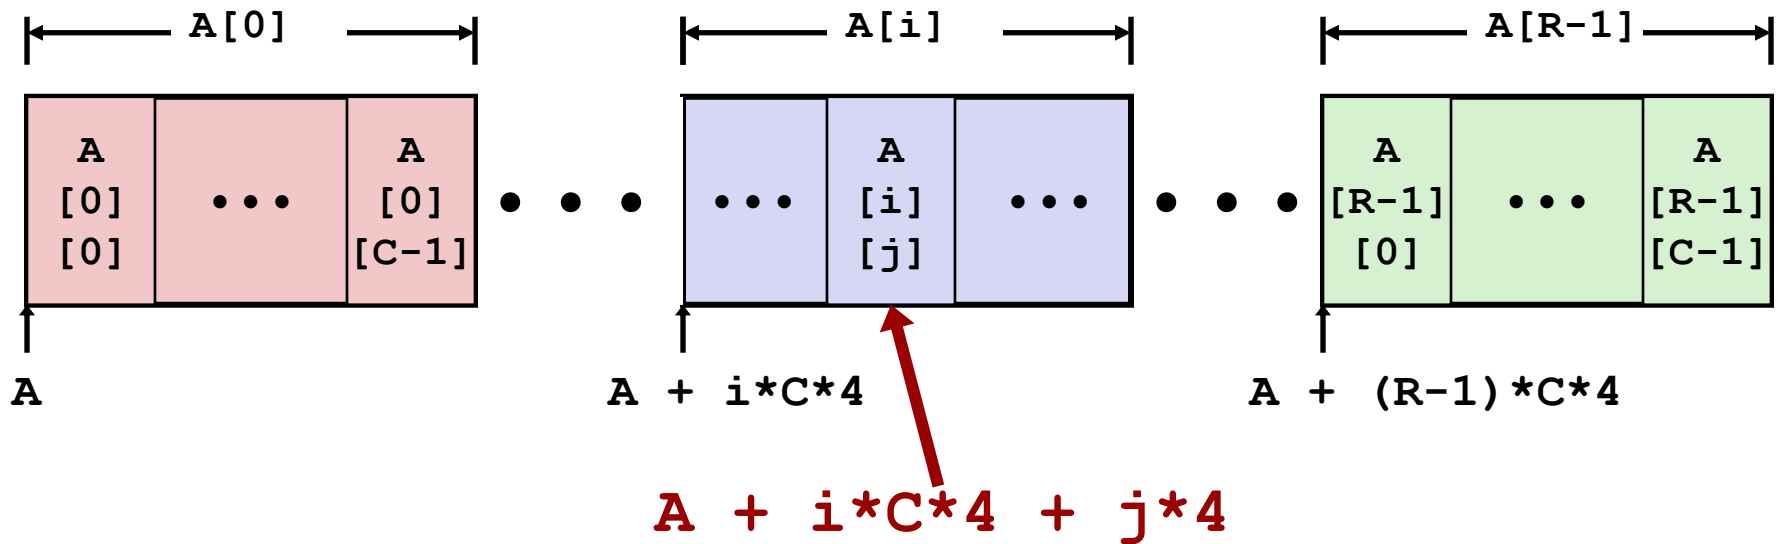 A[0] A[i] A[R-1]
A A A A A
[0] ••• [0] • • • ••• [i] ••• • • • [R-1] ••• [R-1]
[0] [C-1] [j] [0] [C-1]
A A + i*C*4 A + (R-1)*C*4
A + i*C*4 + j*4